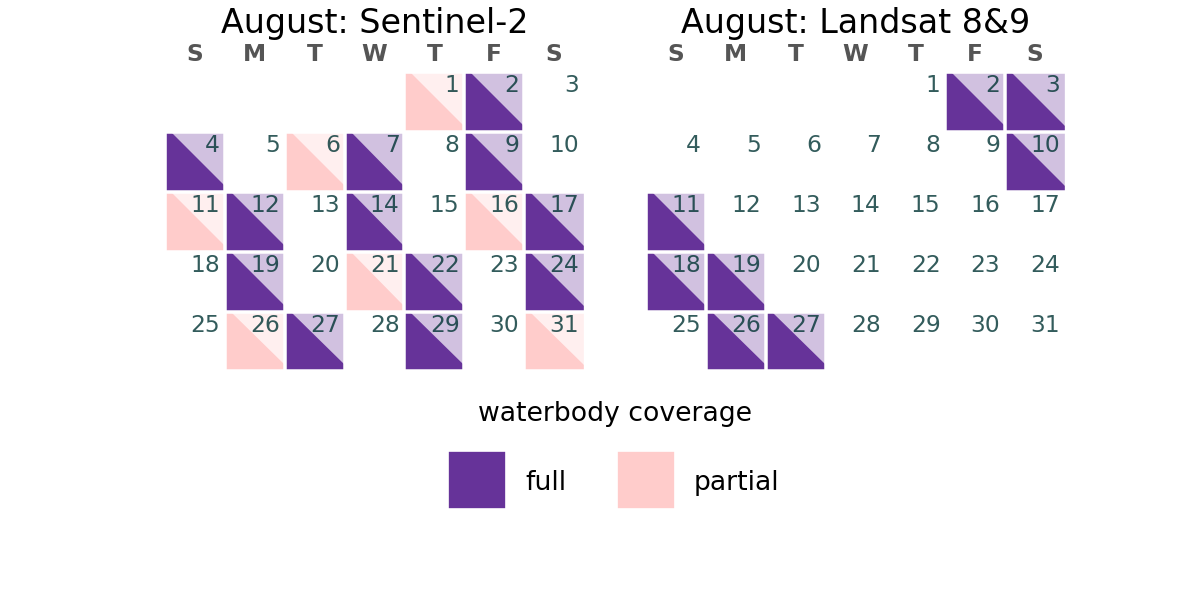 August: Sentinel-2
S M T W T F S
1 2 3
4 5 6 7 8 9 10
11 12 13 14 15 16 17
18 19 20 21 22 23 24
25 26 27 28 29 30 31
August: Landsat 8&9
S M T W T F S
1 2 3
4 5 6 7 8 9 10
11 12 13 14 15 16 17
18 19 20 21 22 23 24
25 26 27 28 29 30 31
waterbody coverage
full partial